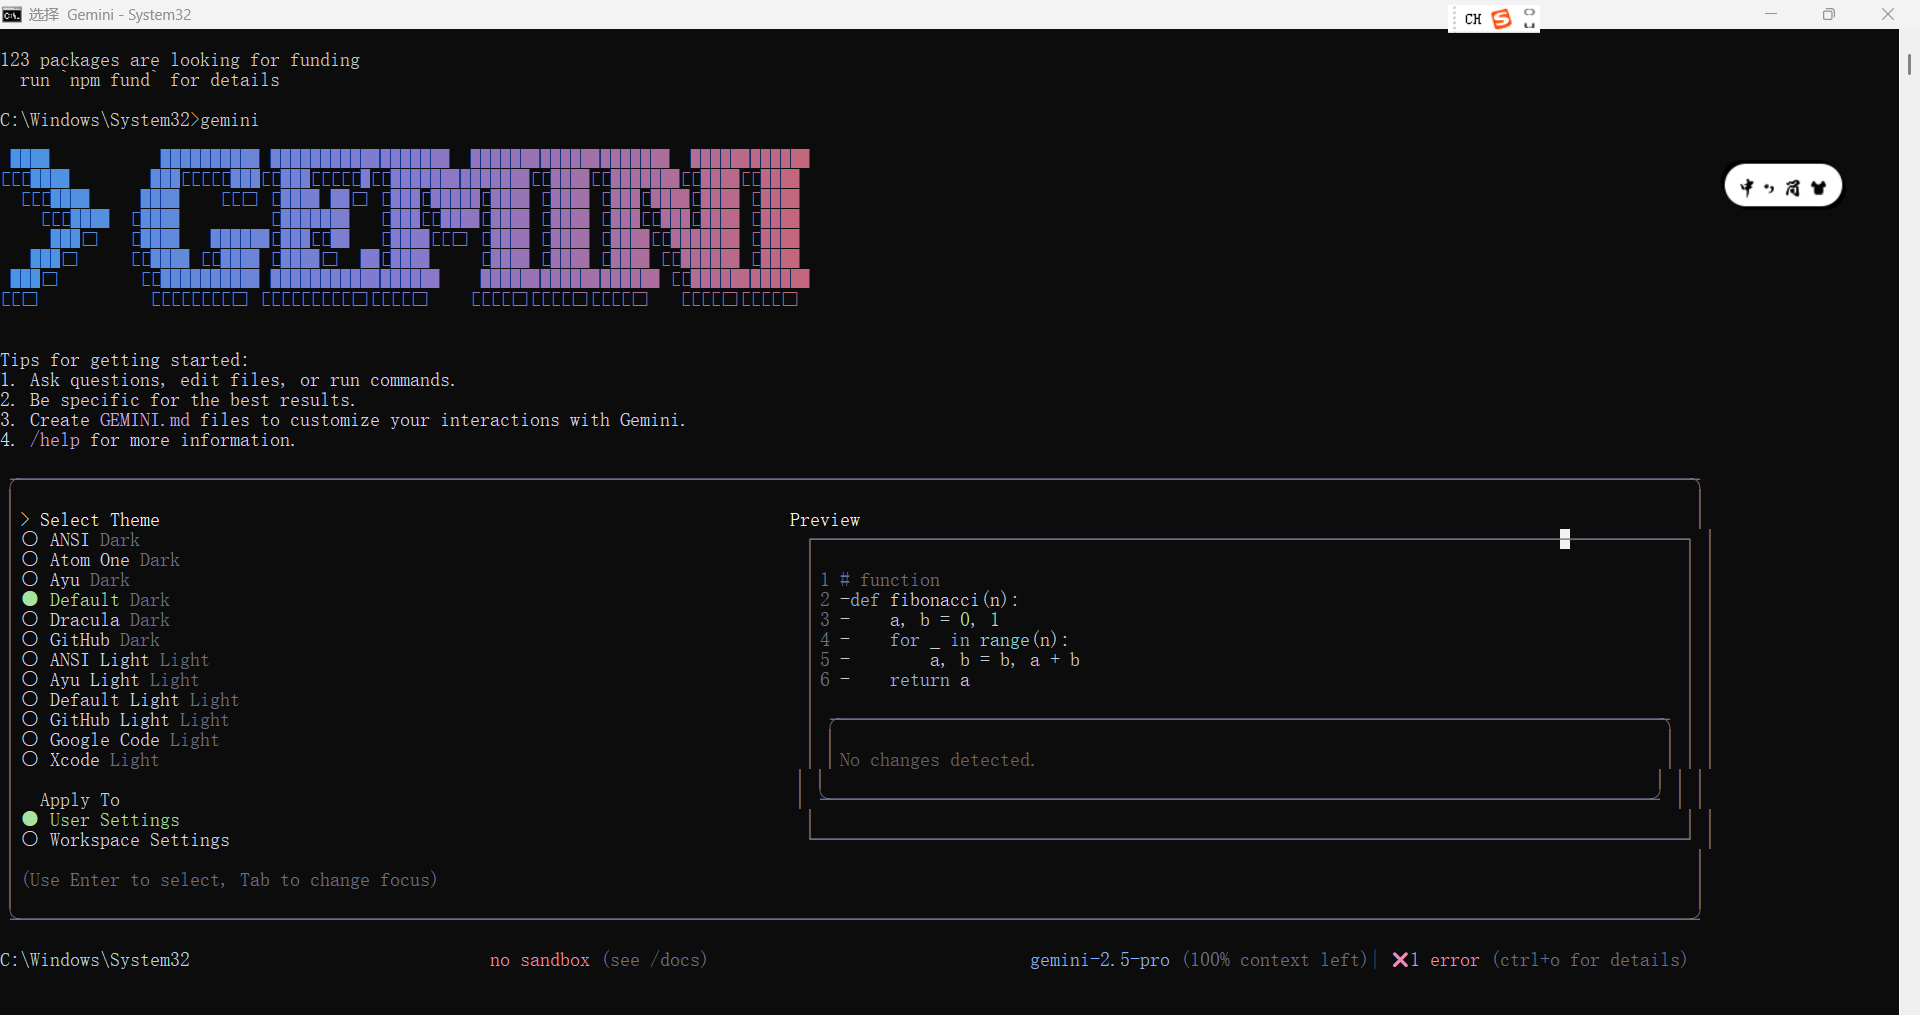 选择 Gemini - System32
CH
123 packages are looking for funding
run `npm fund` for details
C:\Windows\System32>gemini
GEMINI
中 简
Tips for getting started:
1. Ask questions, edit files, or run commands.
2. Be specific for the best results.
3. Create GEMINI.md files to customize your interactions with Gemini.
4. /help for more information.
> Select Theme
ANSI Dark
Atom One Dark
Ayu Dark
Default Dark
Dracula Dark
GitHub Dark
ANSI Light Light
Ayu Light Light
Default Light Light
GitHub Light Light
Google Code Light
Xcode Light
Apply To
User Settings
Workspace Settings
(Use Enter to select, Tab to change focus)
Preview
1 # function
2 -def fibonacci(n):
3 -    a, b = 0, 1
4 -    for _ in range(n):
5 -        a, b = b, a + b
6 -    return a
No changes detected.
C:\Windows\System32 no sandbox (see /docs) gemini-2.5-pro (100% context left)| ✖1 error (ctrl+o for details)